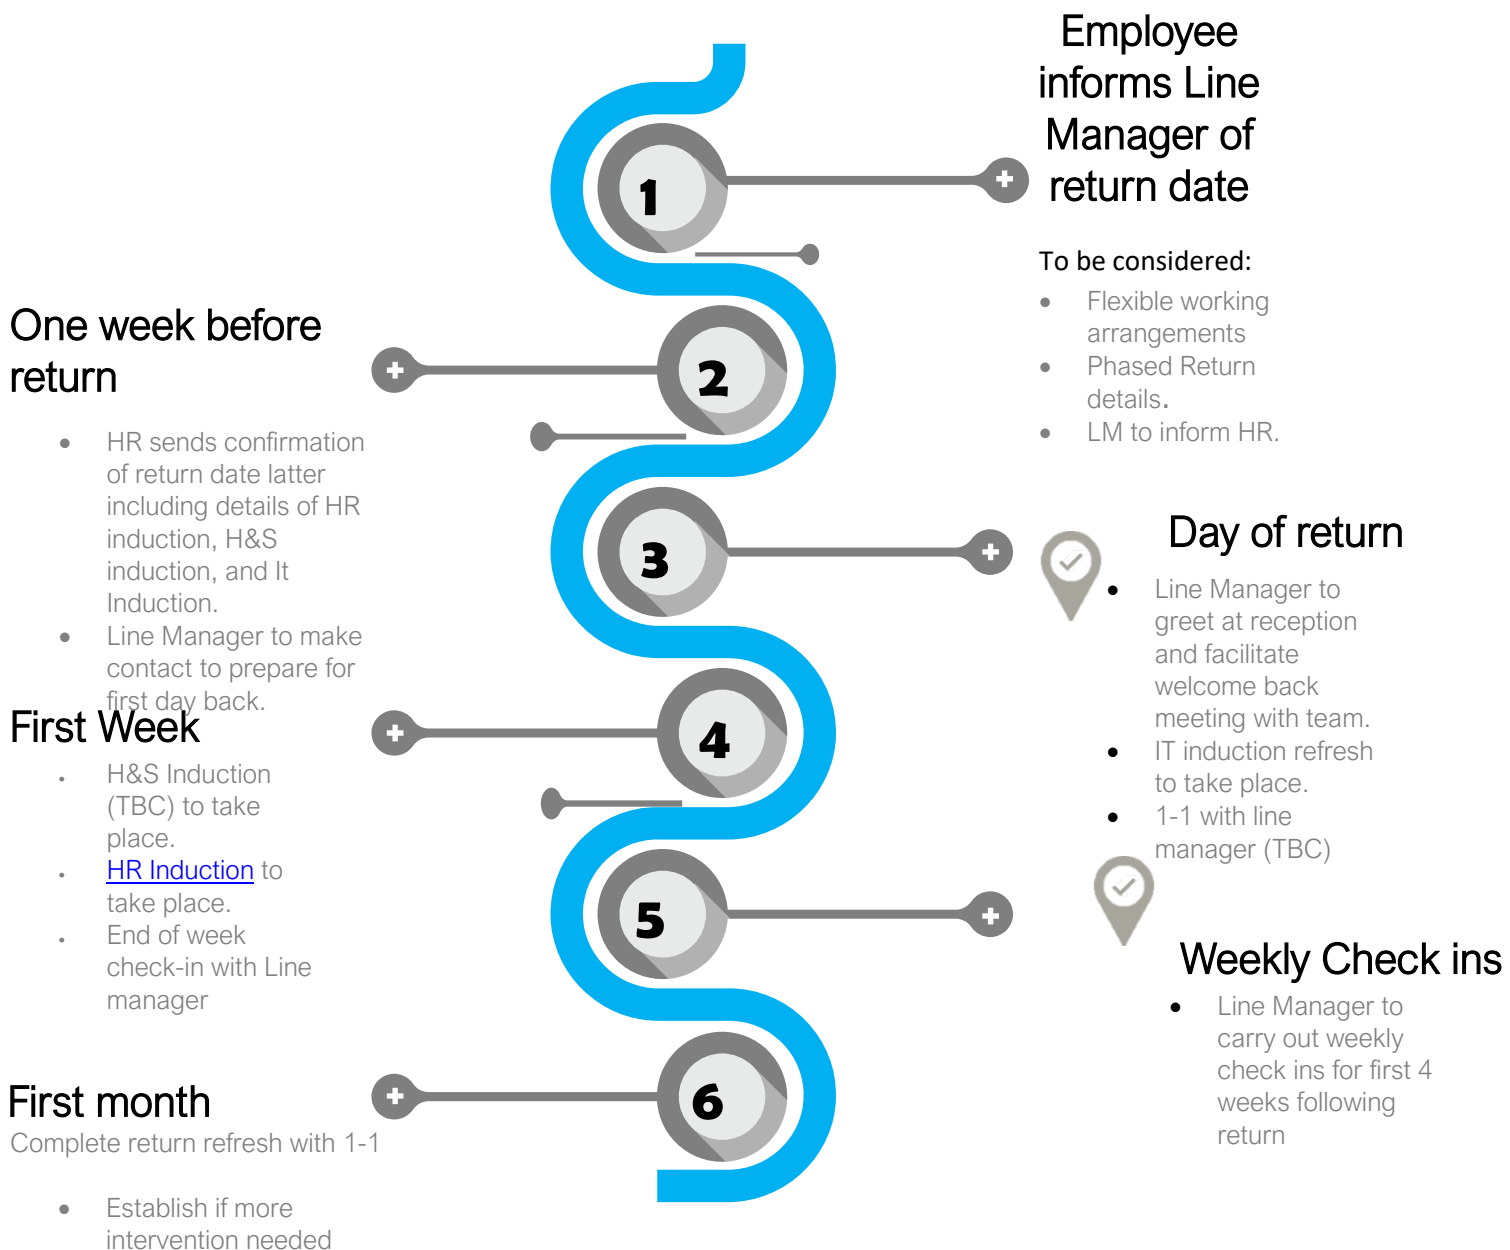 1
Employee
informs Line
Manager of
return date
To be considered:
• Flexible working
arrangements
• Phased Return
details.
• LM to inform HR.
2
One week before
return
• HR sends confirmation
of return date latter
including details of HR
induction, H&S
induction, and It
Induction.
• Line Manager to make
contact to prepare for
first day back.
3
Day of return
• Line Manager to
greet at reception
and facilitate
welcome back
meeting with team.
• IT induction refresh
to take place.
• 1-1 with line
manager (TBC)
4
First Week
• H&S Induction
(TBC) to take
place.
• HR Induction to
take place.
• End of week
check-in with Line
manager
5
Weekly Check ins
• Line Manager to
carry out weekly
check ins for first 4
weeks following
return
6
First month
Complete return refresh with 1-1
• Establish if more
intervention needed